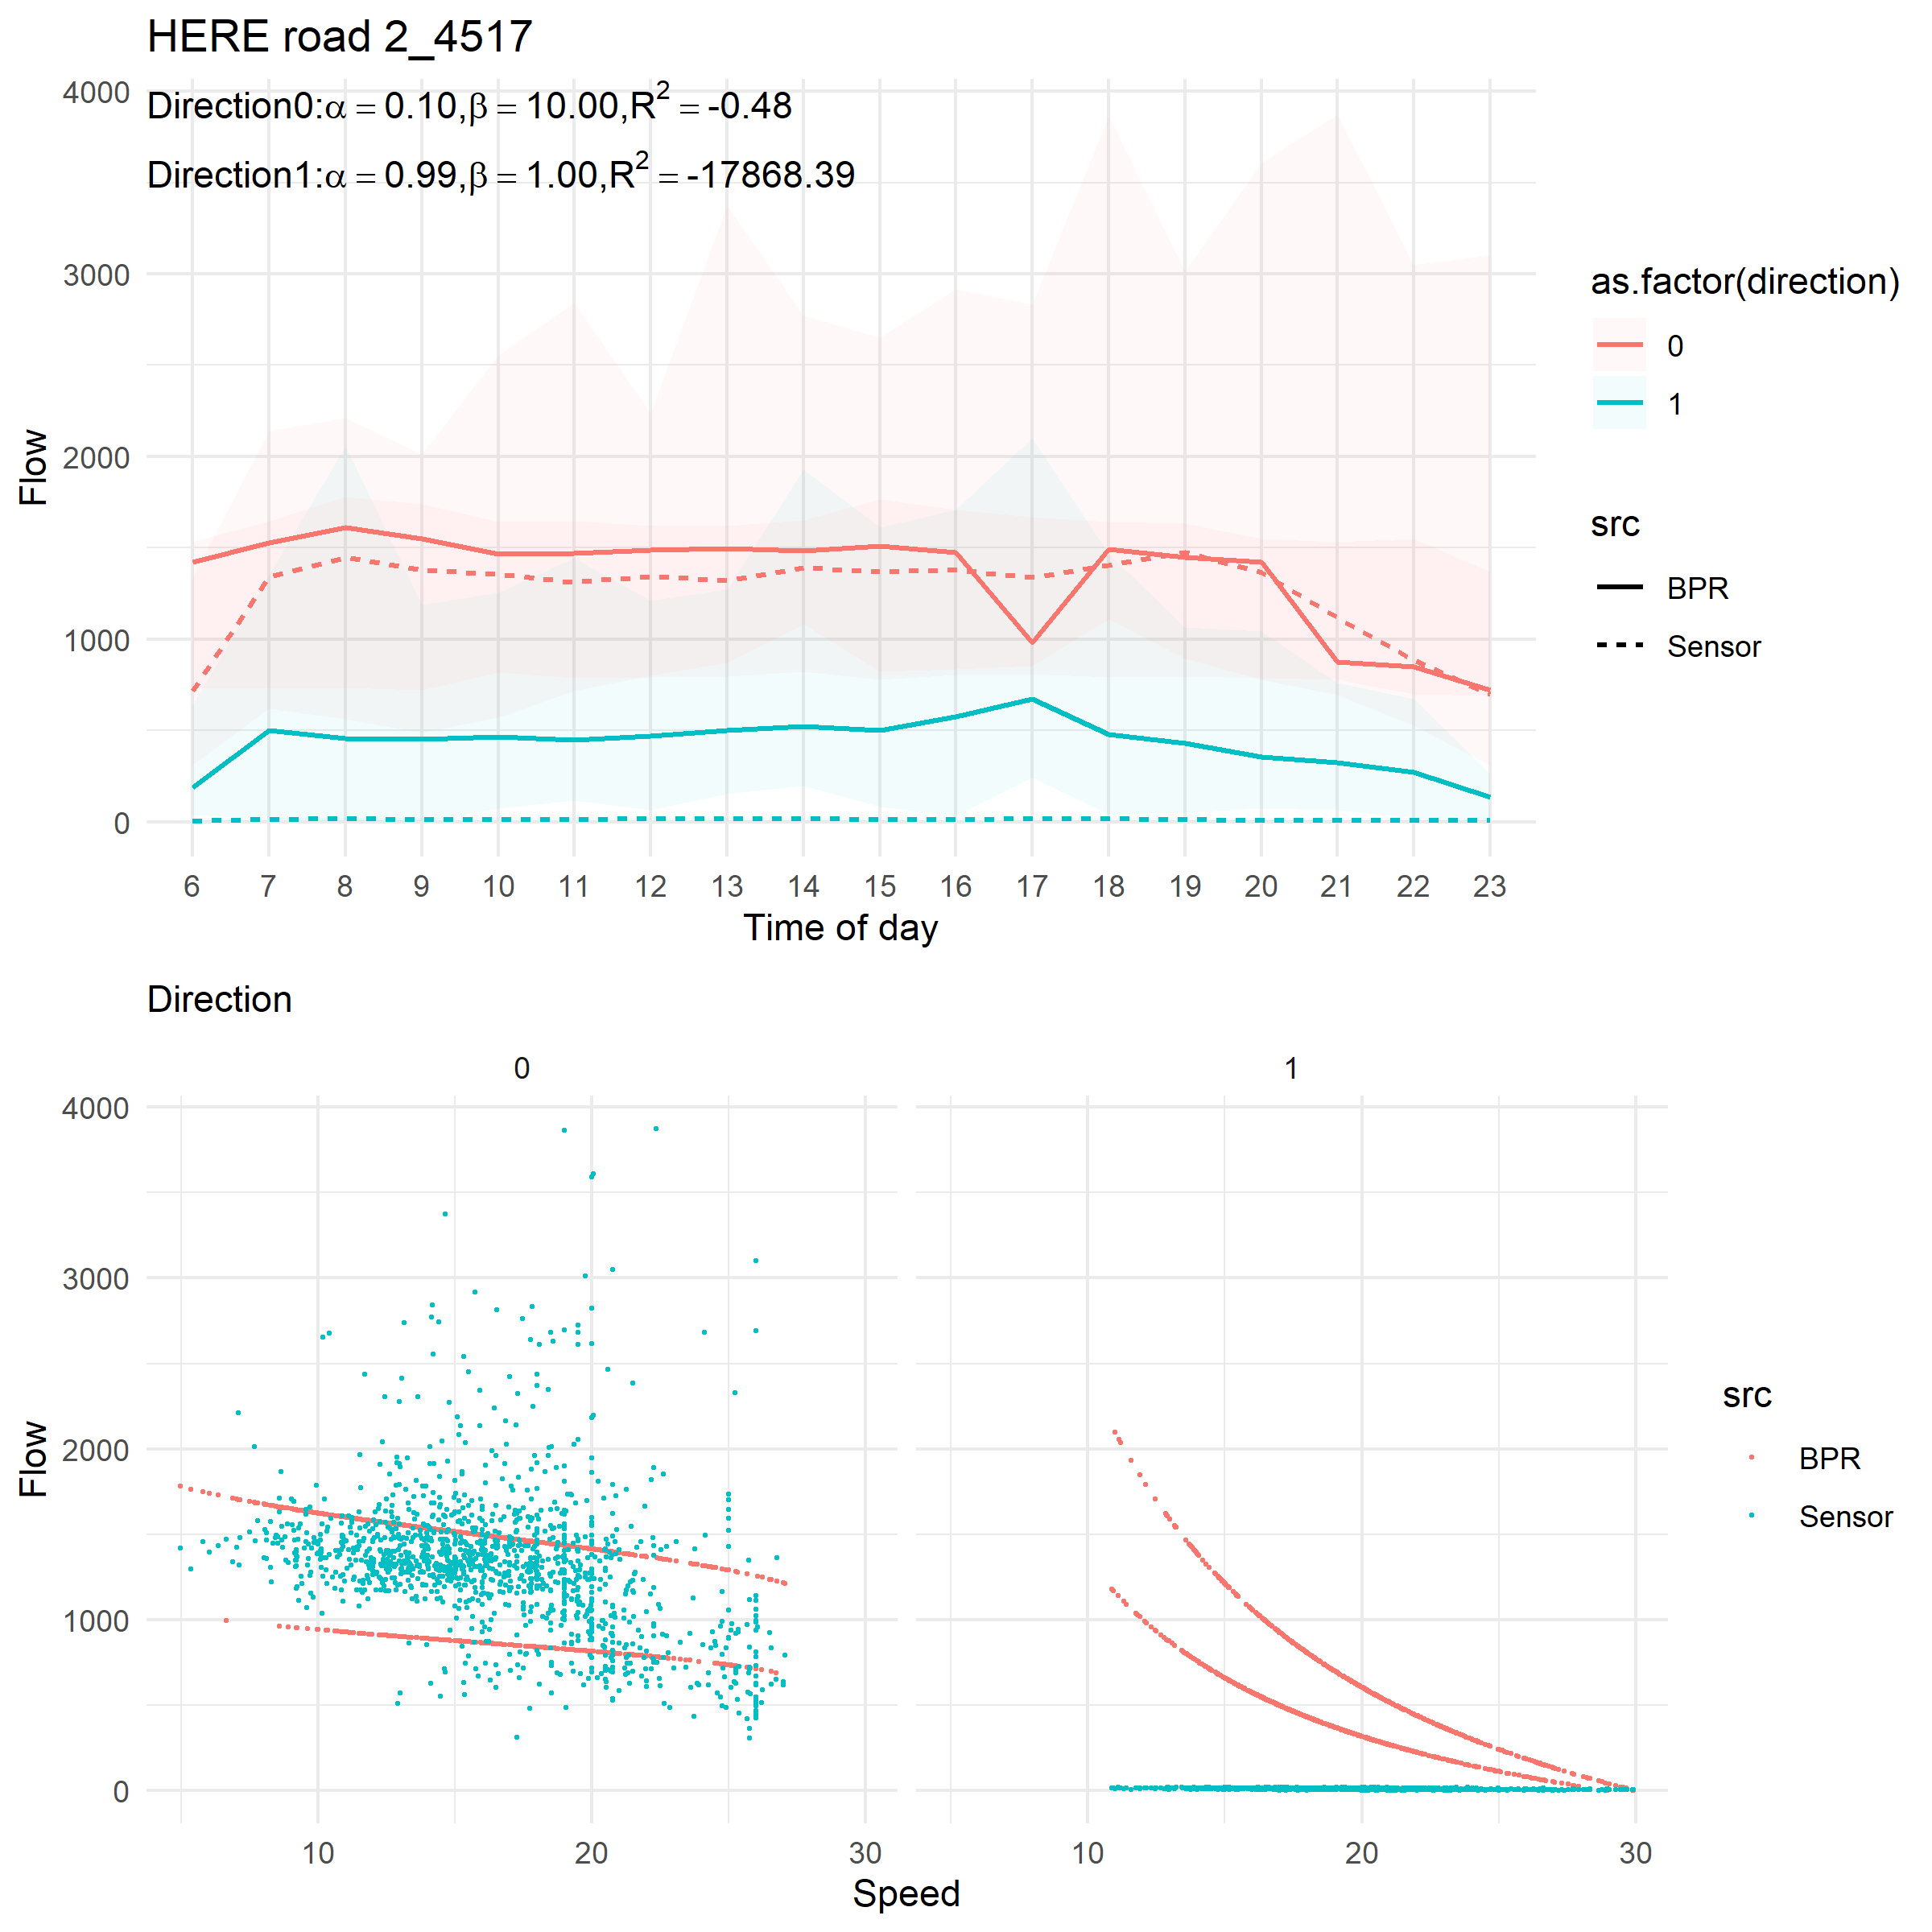 HERE road 2_4517
Direction0:α = 0.10,β = 10.00,R² = -0.48
Direction1:α = 0.99,β = 1.00,R² = -17868.39
4000
3000
2000
1000
0
Flow
6 7 8 9 10 11 12 13 14 15 16 17 18 19 20 21 22 23
Time of day
as.factor(direction)
0
1
src
BPR
Sensor
Direction
0 1
4000
3000
2000
1000
0
Flow
10 20 30 10 20 30
Speed
src
BPR
Sensor